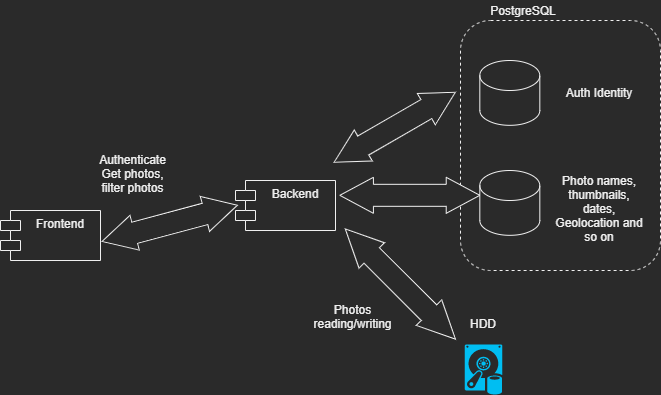 PostgreSQL
Auth Identity
Authenticate
Get photos,
filter photos
Backend
Photo names,
thumbnails,
dates,
Geolocation and
so on
Frontend
Photos
reading/writing
HDD